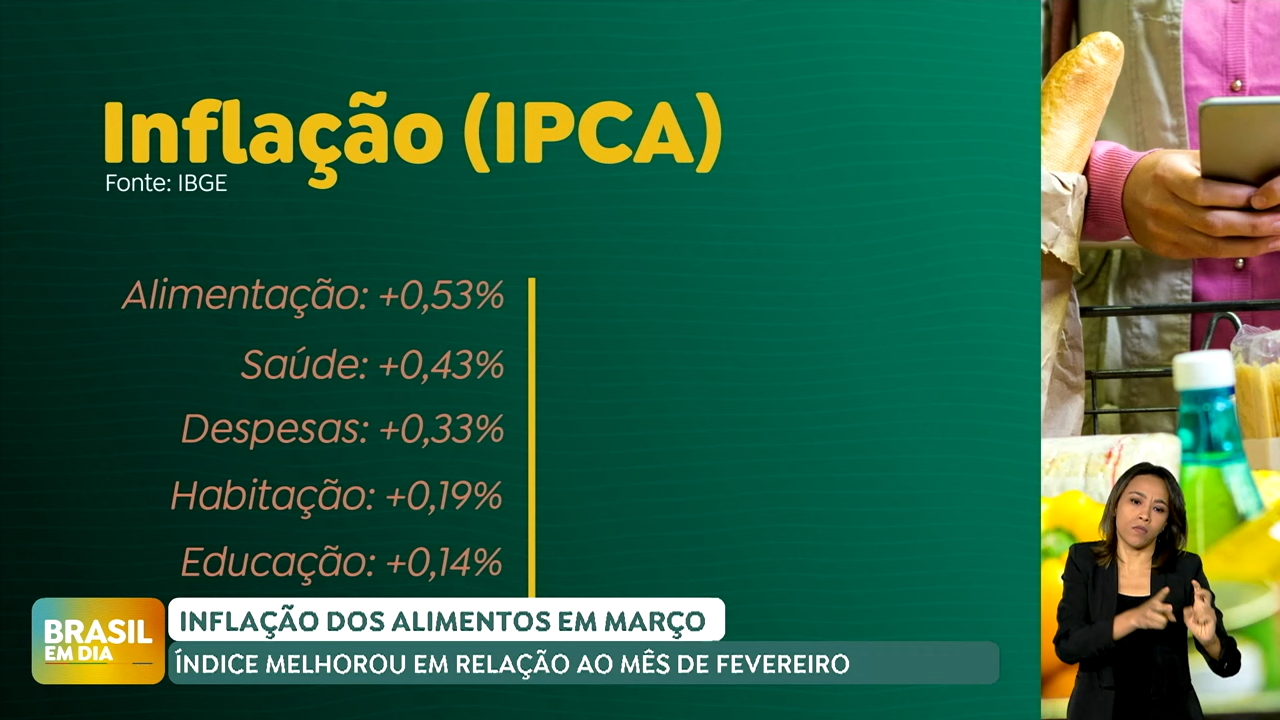 Inflação (IPCA)
Fonte: IBGE
Alimentação: +0,53%
Saúde: +0,43%
Despesas: +0,33%
Habitação: +0,19%
Educação: +0,14%
BRASIL
EM DIA
INFLAÇÃO DOS ALIMENTOS EM MARÇO
ÍNDICE MELHOROU EM RELAÇÃO AO MÊS DE FEVEREIRO